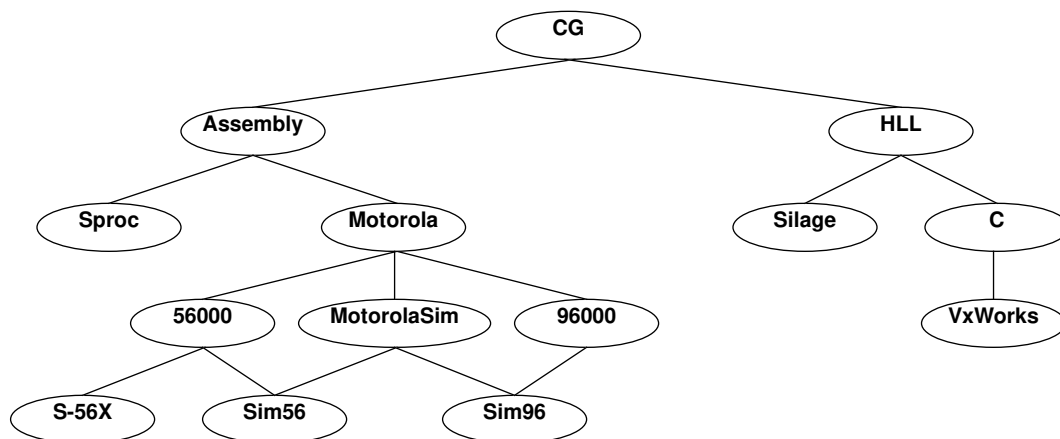 CG
Assembly
HLL
Sproc
Motorola
Silage
C
56000
MotorolaSim
96000
VxWorks
S-56X
Sim56
Sim96